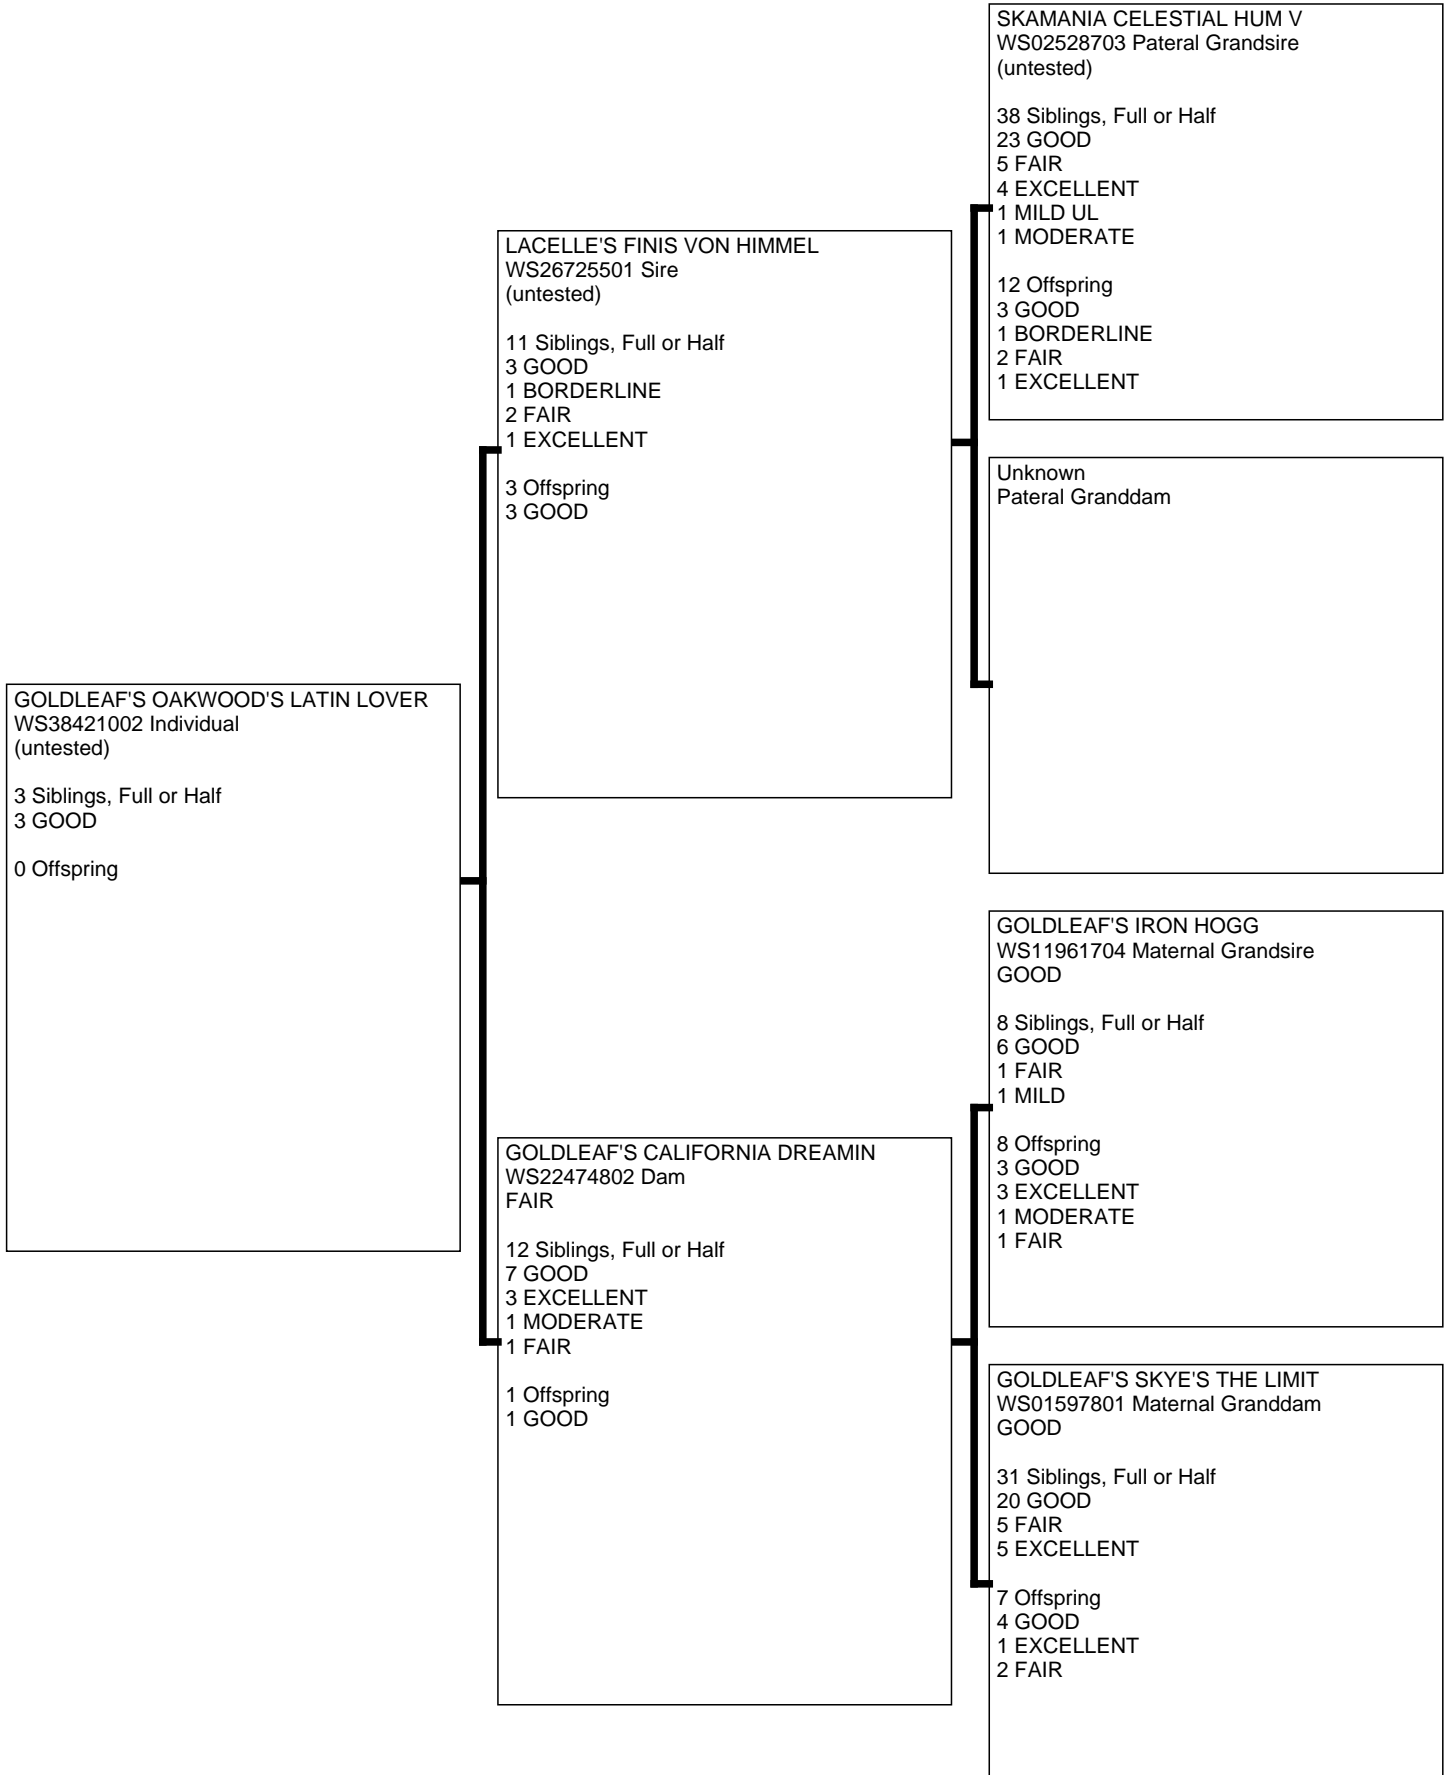 SKAMANIA CELESTIAL HUM V
WS02528703 Pateral Grandsire
(untested)
38 Siblings, Full or Half
23 GOOD
5 FAIR
4 EXCELLENT
1 MILD UL
1 MODERATE
12 Offspring
3 GOOD
1 BORDERLINE
2 FAIR
1 EXCELLENT
LACELLE'S FINIS VON HIMMEL
WS26725501 Sire
(untested)
11 Siblings, Full or Half
3 GOOD
1 BORDERLINE
2 FAIR
1 EXCELLENT
3 Offspring
3 GOOD
Unknown
Pateral Granddam
GOLDLEAF'S OAKWOOD'S LATIN LOVER
WS38421002 Individual
(untested)
3 Siblings, Full or Half
3 GOOD
0 Offspring
GOLDLEAF'S IRON HOGG
WS11961704 Maternal Grandsire
GOOD
8 Siblings, Full or Half
6 GOOD
1 FAIR
1 MILD
8 Offspring
3 GOOD
3 EXCELLENT
1 MODERATE
1 FAIR
GOLDLEAF'S CALIFORNIA DREAMIN
WS22474802 Dam
FAIR
12 Siblings, Full or Half
7 GOOD
3 EXCELLENT
1 MODERATE
1 FAIR
1 Offspring
1 GOOD
GOLDLEAF'S SKYE'S THE LIMIT
WS01597801 Maternal Granddam
GOOD
31 Siblings, Full or Half
20 GOOD
5 FAIR
5 EXCELLENT
7 Offspring
4 GOOD
1 EXCELLENT
2 FAIR